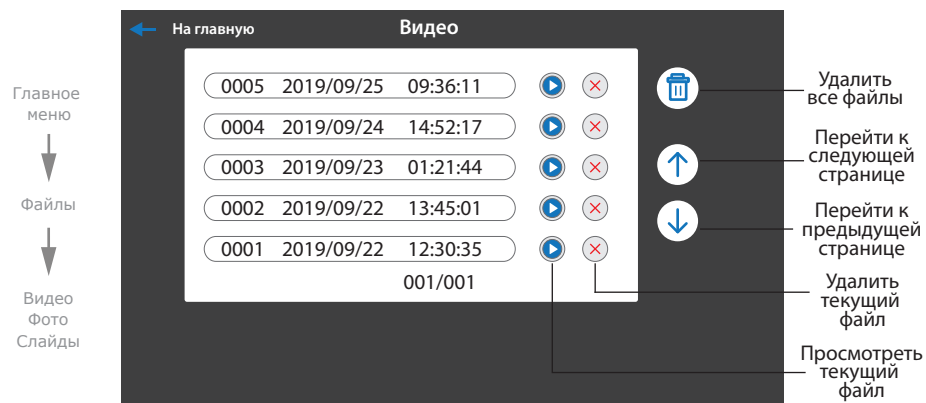 На главную
Видео
0005 2019/09/25 09:36:11
0004 2019/09/24 14:52:17
0003 2019/09/23 01:21:44
0002 2019/09/22 13:45:01
0001 2019/09/22 12:30:35
001/001
Главное
меню
Файлы
Видео
Фото
Слайды
Удалить
все файлы
Перейти к
следующей
странице
Перейти к
предыдущей
странице
Удалить
текущий
файл
Просмотреть
текущий
файл